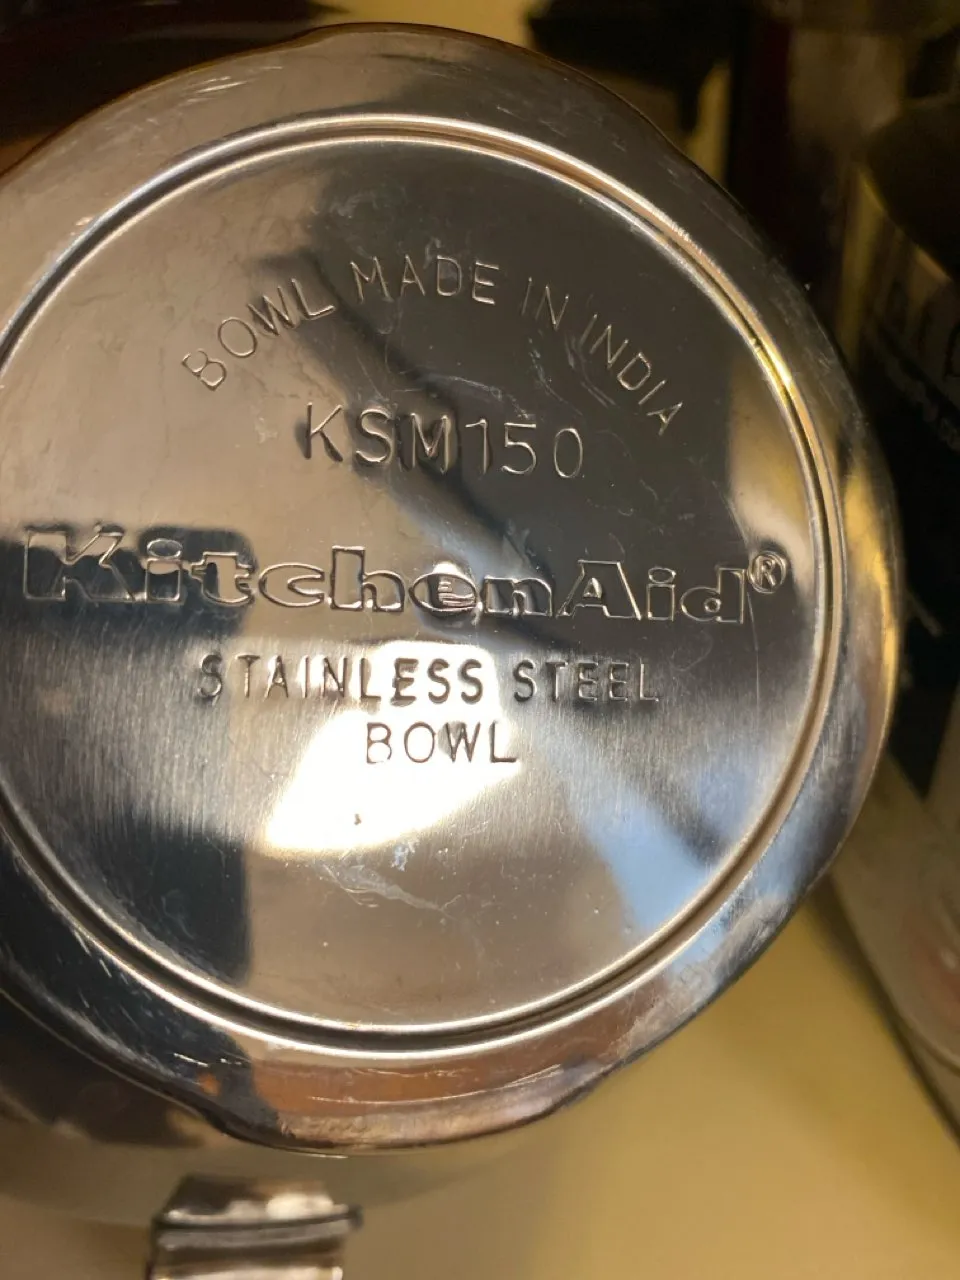 BOWL MADE IN INDIA
KSM150
KitchenAid®
STAINLESS STEEL
BOWL